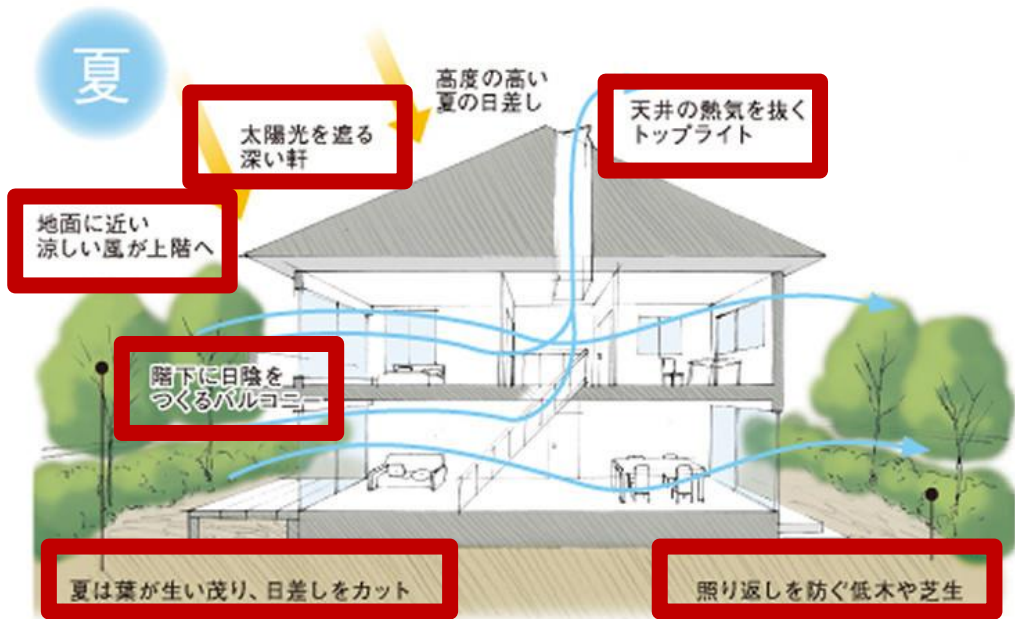 夏
高度の高い
夏の日差し
天井の熱気を抜く
トップライト
太陽光を遮る
深い軒
地面に近い
涼しい風が上階へ
階下に日陰を
つくるバルコニー
夏は葉が生い茂り、日差しをカット
照り返しを防ぐ低木や芝生